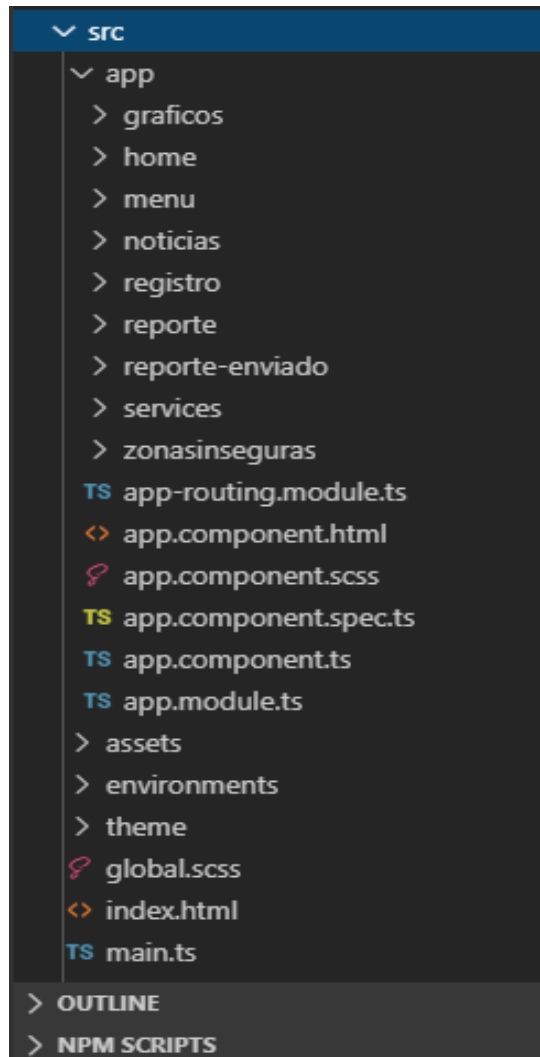 src
app
graficos
home
menu
noticias
registro
reporte
reporte-enviado
services
zonasinseguras
TS app-routing.module.ts
<> app.component.html
app.component.scss
TS app.component.spec.ts
TS app.component.ts
TS app.module.ts
assets
environments
theme
global.scss
<> index.html
TS main.ts
OUTLINE
NPM SCRIPTS